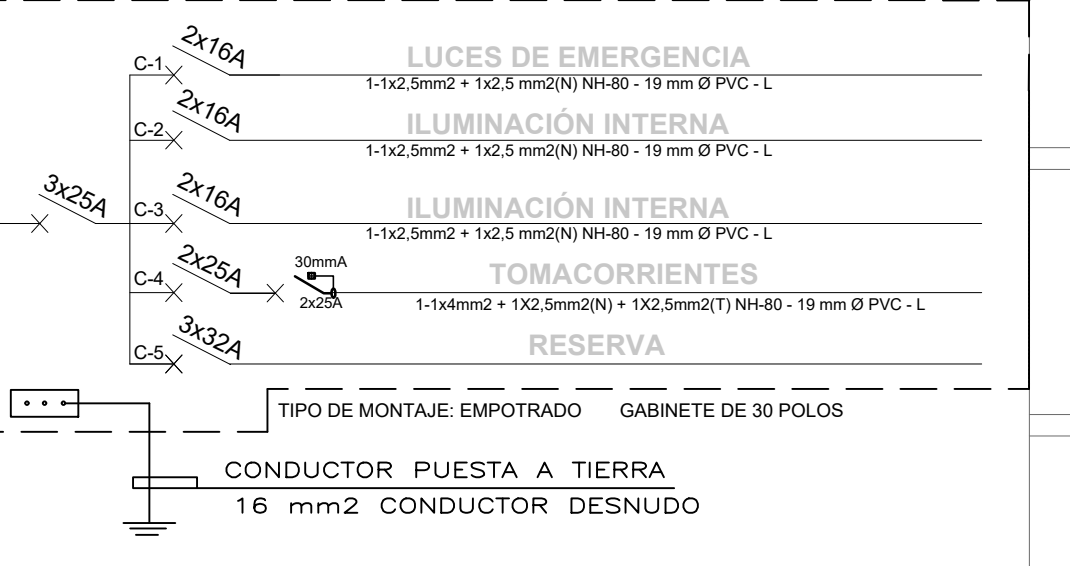 2x16A
C-1
LUCES DE EMERGENCIA
1-1x2,5mm2 + 1x2,5 mm2(N) NH-80 - 19 mm Ø PVC - L
2x16A
C-2
ILUMINACIÓN INTERNA
1-1x2,5mm2 + 1x2,5 mm2(N) NH-80 - 19 mm Ø PVC - L
3x25A
2x16A
C-3
ILUMINACIÓN INTERNA
1-1x2,5mm2 + 1x2,5 mm2(N) NH-80 - 19 mm Ø PVC - L
2x25A
C-4
30mmA
2x25A
TOMACORRIENTES
1-1x4mm2 + 1X2,5mm2(N) + 1X2,5mm2(T) NH-80 - 19 mm Ø PVC - L
3x32A
C-5
RESERVA
TIPO DE MONTAJE: EMPOTRADO GABINETE DE 30 POLOS
CONDUCTOR PUESTA A TIERRA
16 mm2 CONDUCTOR DESNUDO